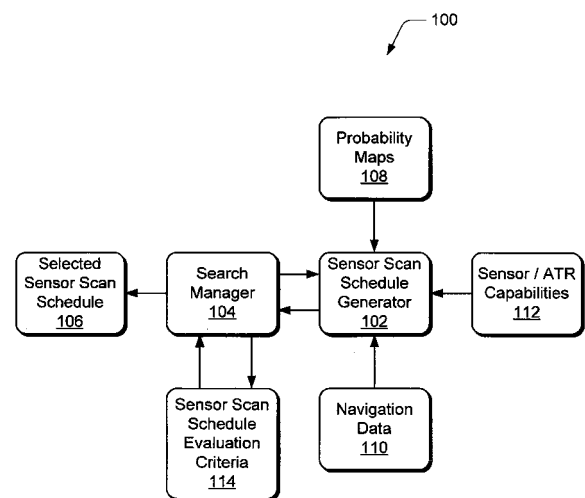 100
Probability
Maps
108
Selected
Sensor Scan
Schedule
106
Search
Manager
104
Sensor Scan
Schedule
Generator
102
Sensor / ATR
Capabilities
112
Sensor Scan
Schedule
Evaluation
Criteria
114
Navigation
Data
110